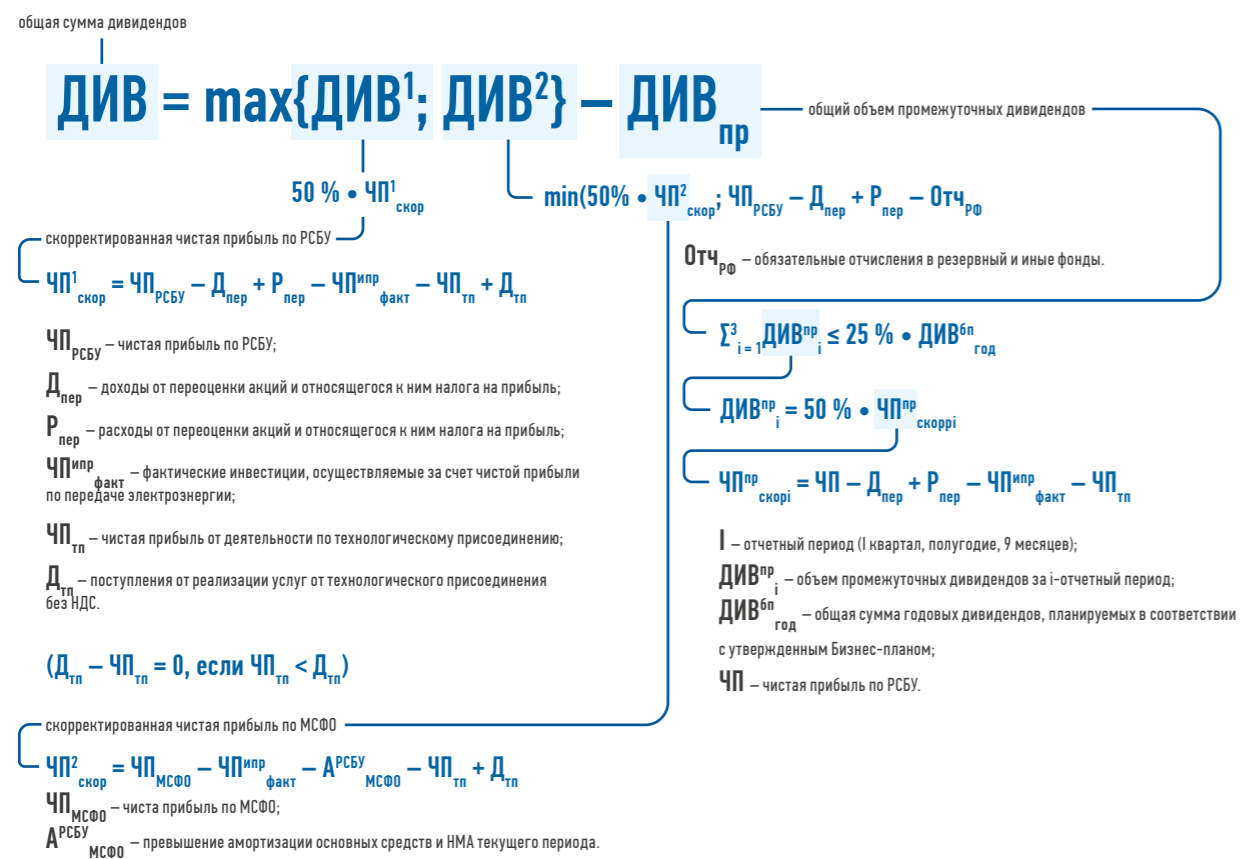 общая сумма дивидендов
ДИВ = max{ДИВ¹; ДИВ²} – ДИВпр
общий объем промежуточных дивидендов
50 % • ЧП¹скор
min(50% • ЧП²скор; ЧПРСБУ – Дпер + Рпер – ОтчРФ
скорректированная чистая прибыль по РСБУ
ЧП¹скор = ЧПРСБУ – Дпер + Рпер – ЧПипрфакт – ЧПтп + Дтп
ЧПРСБУ – чистая прибыль по РСБУ;
Дпер – доходы от переоценки акций и относящегося к ним налога на прибыль;
Рпер – расходы от переоценки акций и относящегося к ним налога на прибыль;
ЧПипрфакт – фактические инвестиции, осуществляемые за счет чистой прибыли
по передаче электроэнергии;
ЧПтп – чистая прибыль от деятельности по технологическому присоединению;
Дтп – поступления от реализации услуг от технологического присоединения
без НДС.
(Дтп – ЧПтп = 0, если ЧПтп < Дтп)
скорректированная чистая прибыль по МСФО
ЧП²скор = ЧПМСФО – ЧПипрфакт – АРСБУМСФО – ЧПтп + Дтп
ЧПМСФО – чиста прибыль по МСФО;
АРСБУМСФО – превышение амортизации основных средств и НМА текущего периода.
ОтчРФ – обязательные отчисления в резервный и иные фонды.
Σ³i = 1ДИВпрi ≤ 25 % • ДИВбпгод
ДИВпрi = 50 % • ЧПпрскоррi
ЧПпрскорi = ЧП – Дпер + Рпер – ЧПипрфакт – ЧПтп
I – отчетный период (I квартал, полугодие, 9 месяцев);
ДИВпрi – объем промежуточных дивидендов за i-отчетный период;
ДИВбпгод – общая сумма годовых дивидендов, планируемых в соответствии
с утвержденным Бизнес-планом;
ЧП – чистая прибыль по РСБУ.